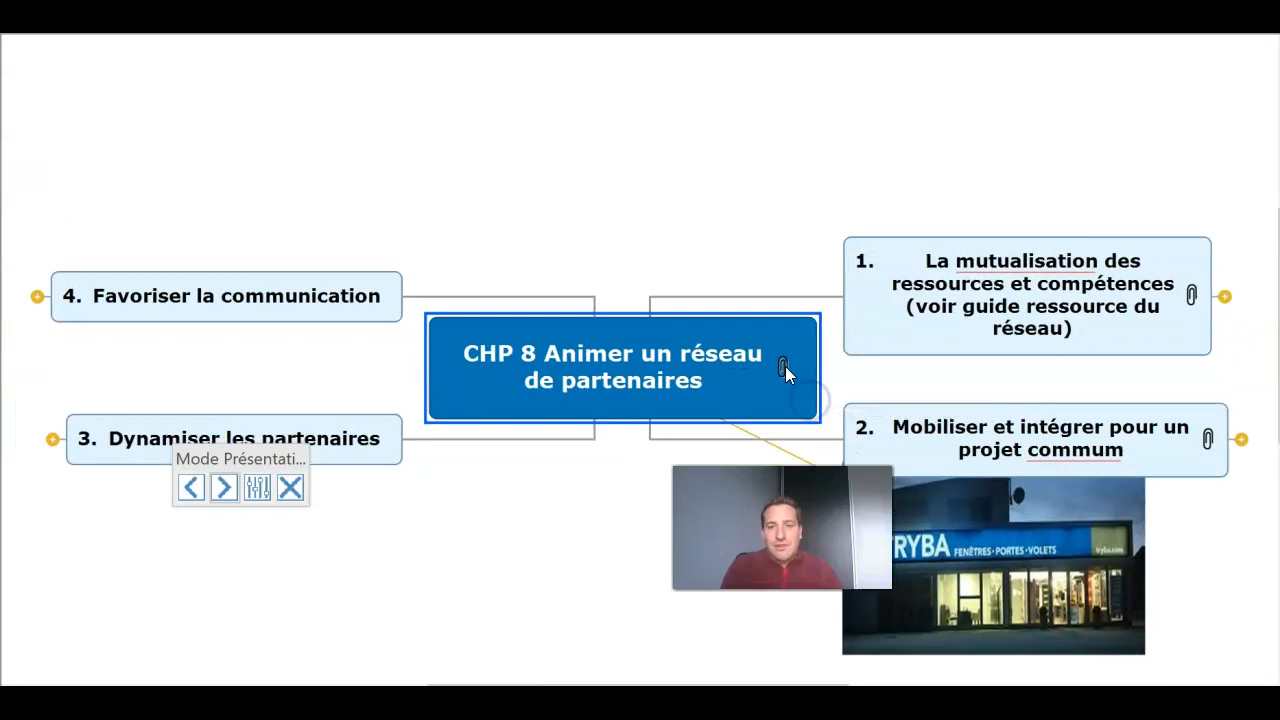 CHP 8 Animer un réseau
de partenaires
1. La mutualisation des
ressources et compétences
(voir guide ressource du
réseau)
2. Mobiliser et intégrer pour un
projet commum
3. Dynamiser les partenaires
4. Favoriser la communication
Mode Présentati...
RYBA FENÊTRES·PORTES·VOLETS tryba.com